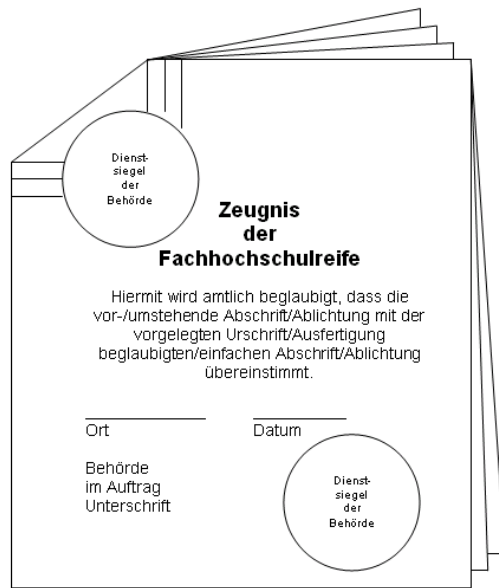 Dienst-
siegel
der
Behörde
Zeugnis
der
Fachhochschulreife
Hiermit wird amtlich beglaubigt, dass die
vor-/umstehende Abschrift/Ablichtung mit der
vorgelegten Urschrift/Ausfertigung
beglaubigten/einfachen Abschrift/Ablichtung
übereinstimmt.
Ort
Datum
Behörde
im Auftrag
Unterschrift
Dienst-
siegel
der
Behörde